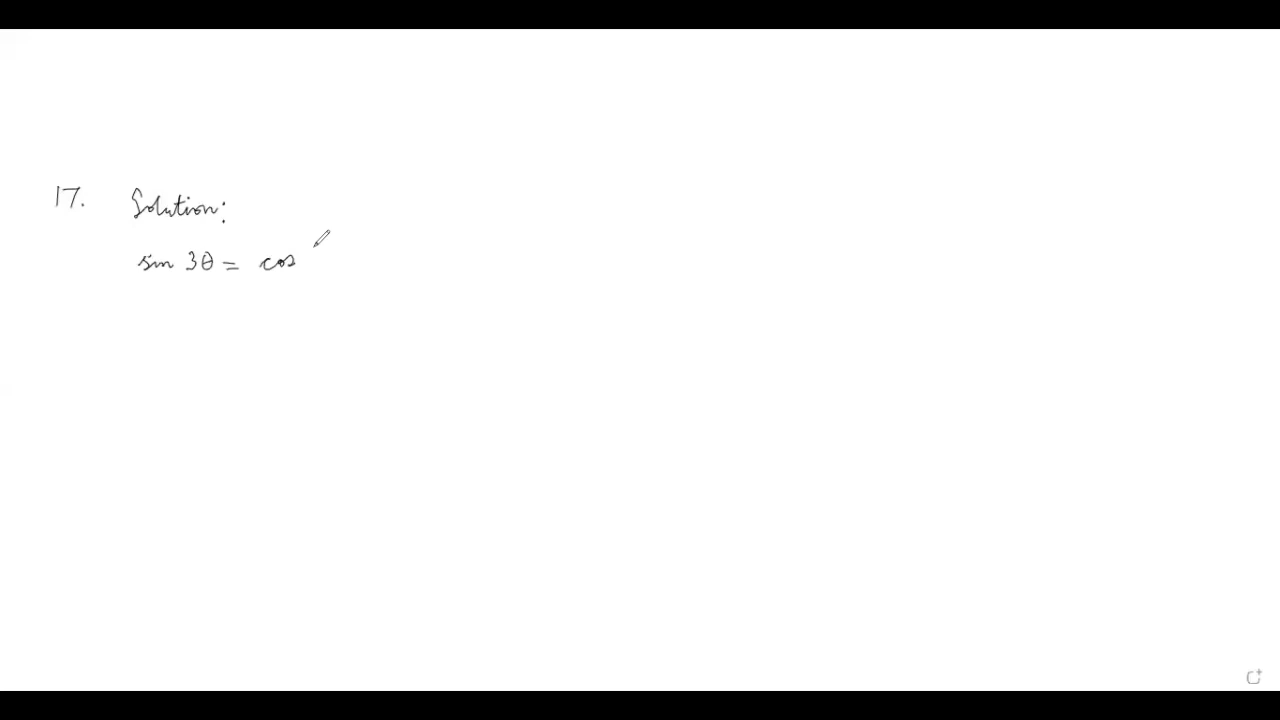 17. Solution:
sin 3θ = cos